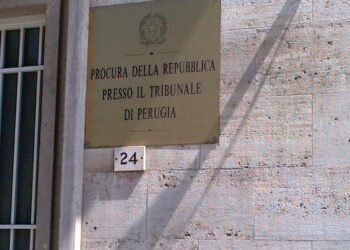 PROCURA DELLA REPUBBLICA
PRESSO IL TRIBUNALE
DI PERUGIA
24